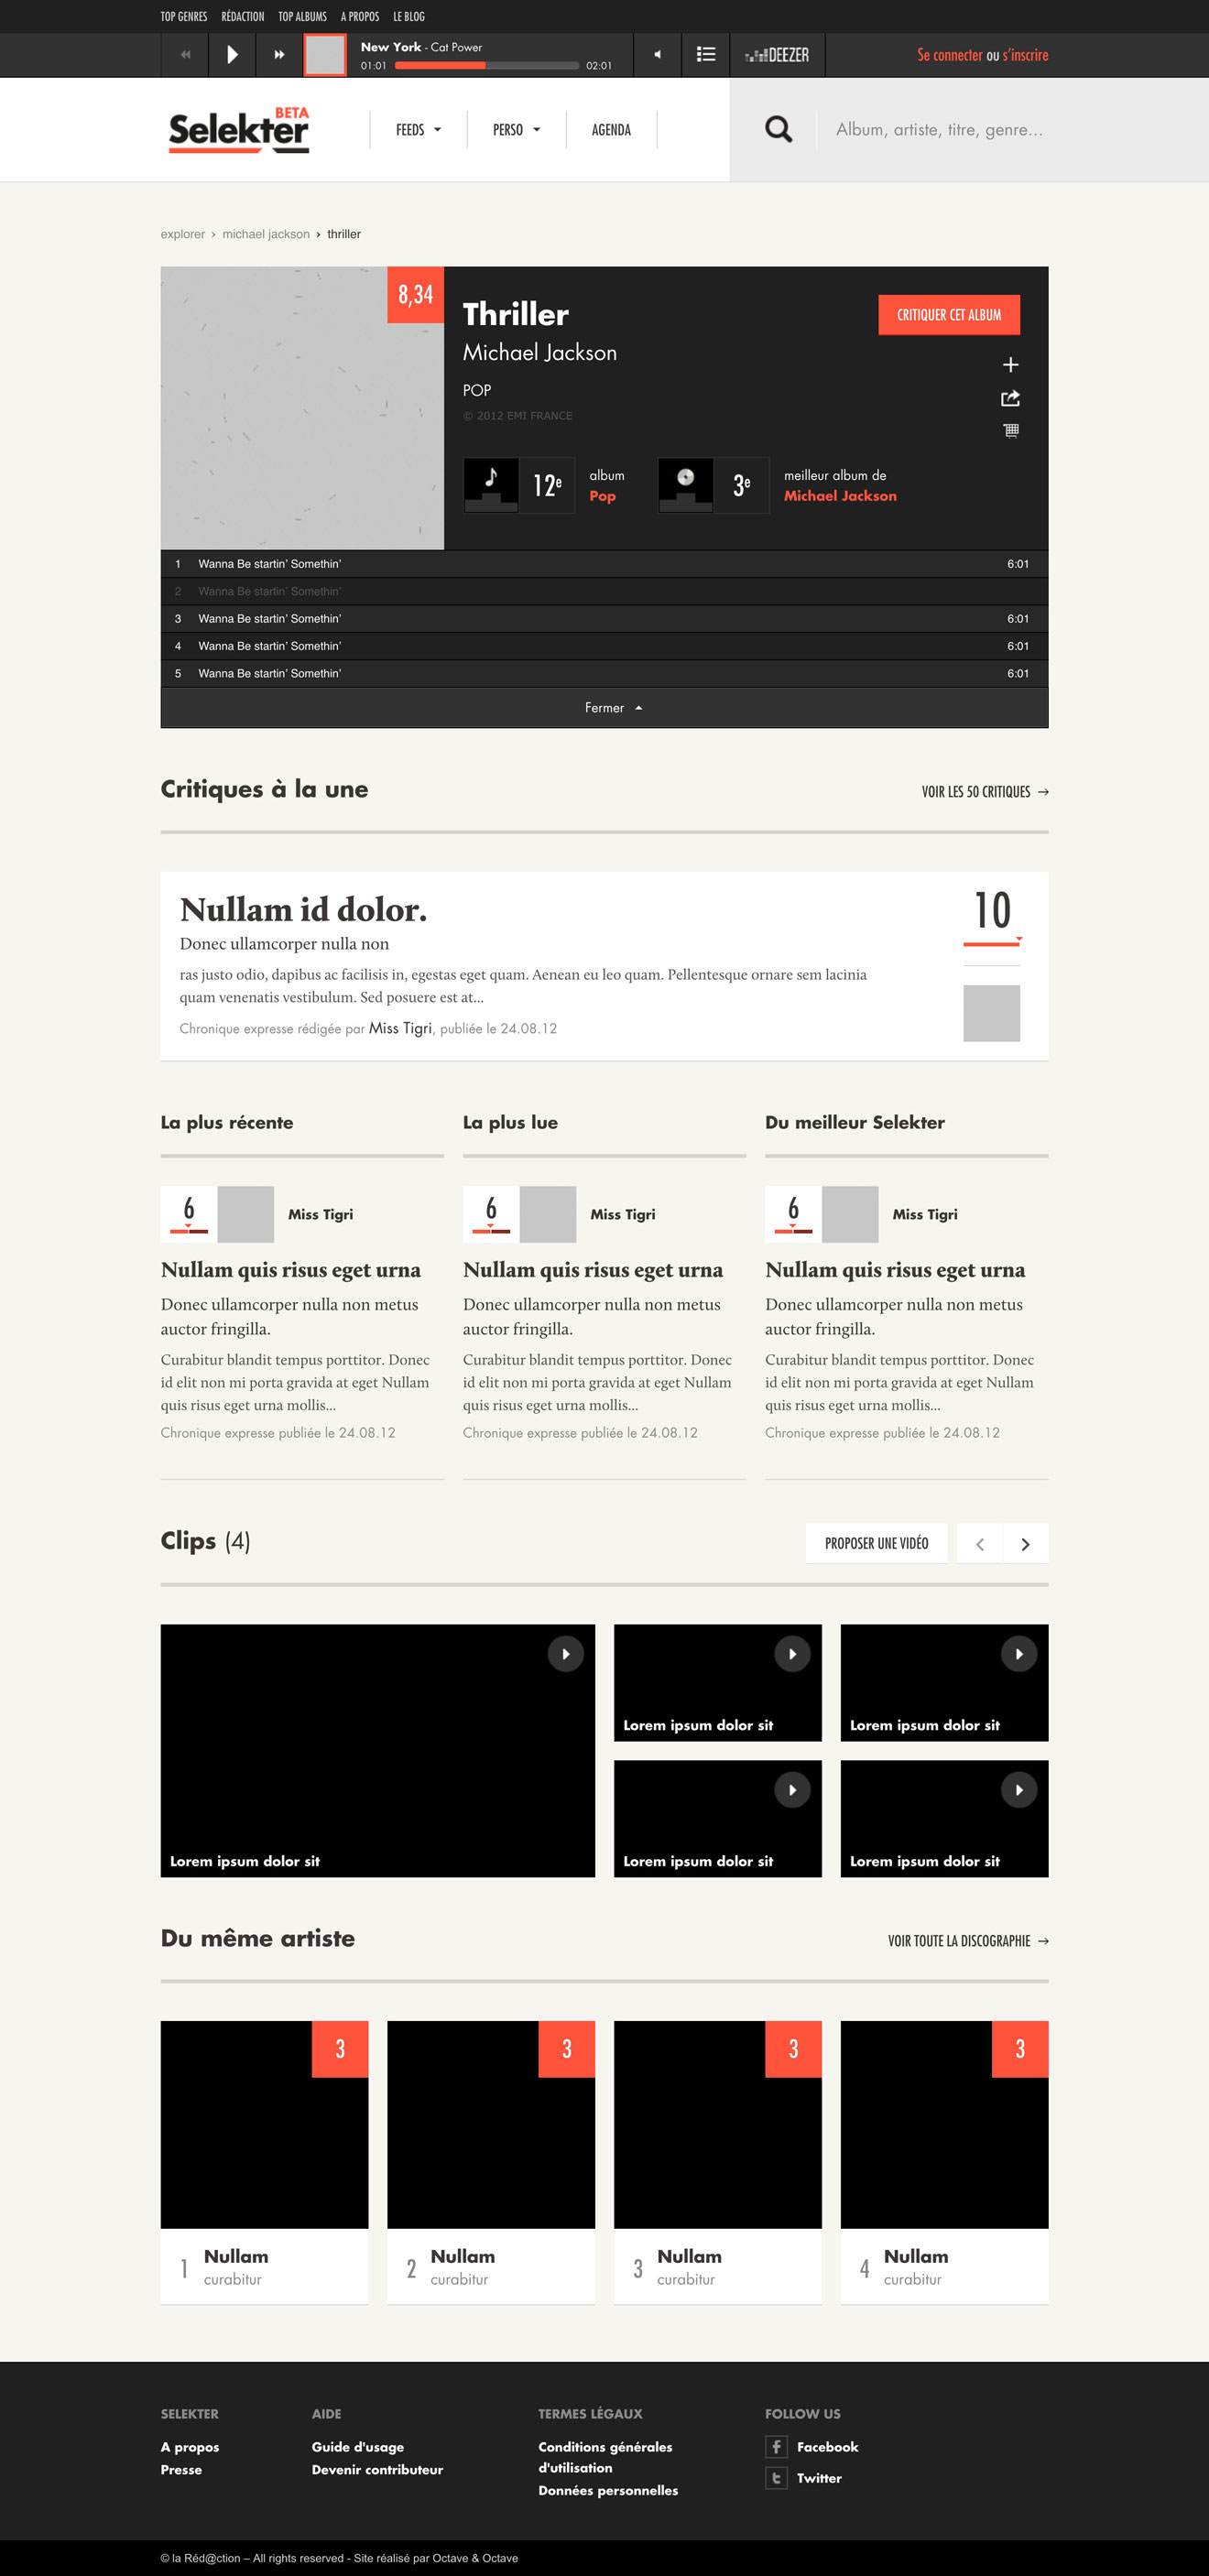 TOP GENRES RÉDACTION TOP ALBUMS A PROPOS LE BLOG
New York - Cat Power
01:01 02:01
DEEZER
Se connecter ou s'inscrire
BETA
Selekter
FEEDS PERSO AGENDA
Album, artiste, titre, genre...
explorer › michael jackson › thriller
8,34
Thriller
CRITIQUER CET ALBUM
Michael Jackson
POP
© 2012 EMI FRANCE
12e
album
Pop
3e
meilleur album de
Michael Jackson
1 Wanna Be startin' Somethin' 6:01
2 Wanna Be startin' Somethin'
3 Wanna Be startin' Somethin' 6:01
4 Wanna Be startin' Somethin' 6:01
5 Wanna Be startin' Somethin' 6:01
Fermer
Critiques à la une
VOIR LES 50 CRITIQUES →
Nullam id dolor.
10
Donec ullamcorper nulla non
ras justo odio, dapibus ac facilisis in, egestas eget quam. Aenean eu leo quam. Pellentesque ornare sem lacinia
quam venenatis vestibulum. Sed posuere est at...
Chronique expresse rédigée par Miss Tigri, publiée le 24.08.12
La plus récente
6
Miss Tigri
Nullam quis risus eget urna
Donec ullamcorper nulla non metus
auctor fringilla.
Curabitur blandit tempus porttitor. Donec
id elit non mi porta gravida at eget Nullam
quis risus eget urna mollis...
Chronique expresse publiée le 24.08.12
La plus lue
6
Miss Tigri
Nullam quis risus eget urna
Donec ullamcorper nulla non metus
auctor fringilla.
Curabitur blandit tempus porttitor. Donec
id elit non mi porta gravida at eget Nullam
quis risus eget urna mollis...
Chronique expresse publiée le 24.08.12
Du meilleur Selekter
6
Miss Tigri
Nullam quis risus eget urna
Donec ullamcorper nulla non metus
auctor fringilla.
Curabitur blandit tempus porttitor. Donec
id elit non mi porta gravida at eget Nullam
quis risus eget urna mollis...
Chronique expresse publiée le 24.08.12
Clips (4)
PROPOSER UNE VIDÉO
Lorem ipsum dolor sit
Lorem ipsum dolor sit
Lorem ipsum dolor sit
Lorem ipsum dolor sit
Lorem ipsum dolor sit
Du même artiste
VOIR TOUTE LA DISCOGRAPHIE →
3
3
3
3
1 Nullam
curabitur
2 Nullam
curabitur
3 Nullam
curabitur
4 Nullam
curabitur
SELEKTER
A propos
Presse
AIDE
Guide d'usage
Devenir contributeur
TERMES LÉGAUX
Conditions générales
d'utilisation
Données personnelles
FOLLOW US
Facebook
Twitter
© la Réd@ction – All rights reserved - Site réalisé par Octave & Octave